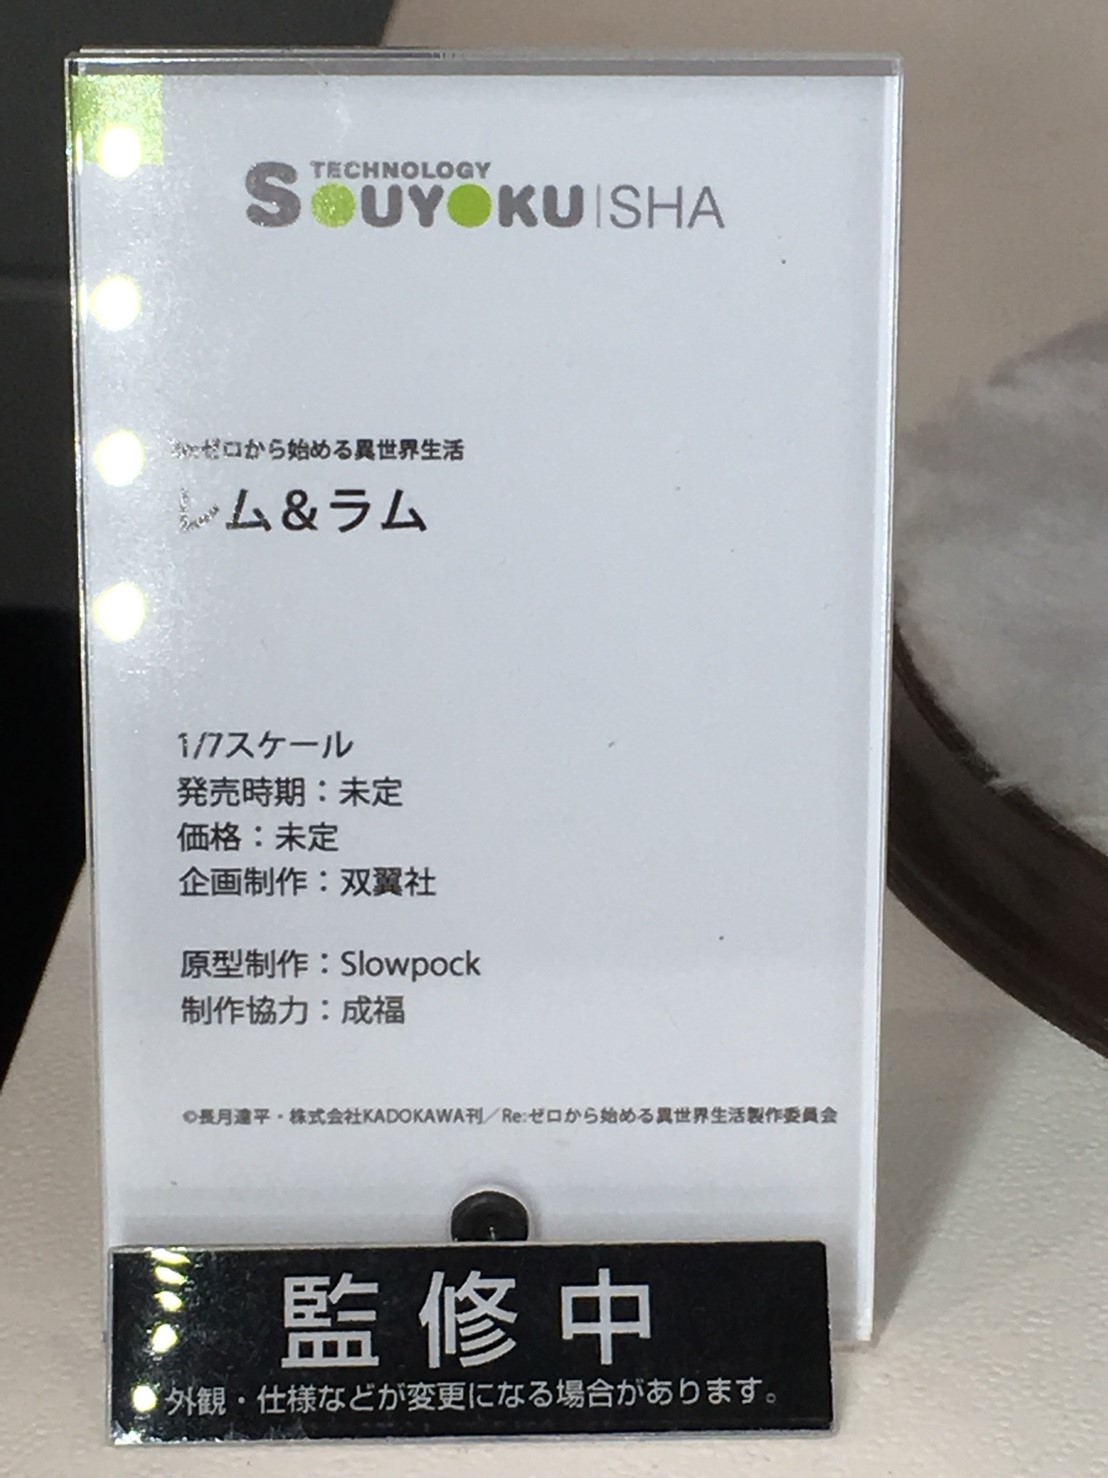 TECHNOLOGY
SOUYOKU|SHA
Re:ゼロから始める異世界生活
レム&ラム
1/7スケール
発売時期：未定
価格：未定
企画制作：双翼社
原型制作：Slowpock
制作協力：成福
©長月達平・株式会社KADOKAWA刊／Re:ゼロから始める異世界生活製作委員会
監修中
外観・仕様などが変更になる場合があります。